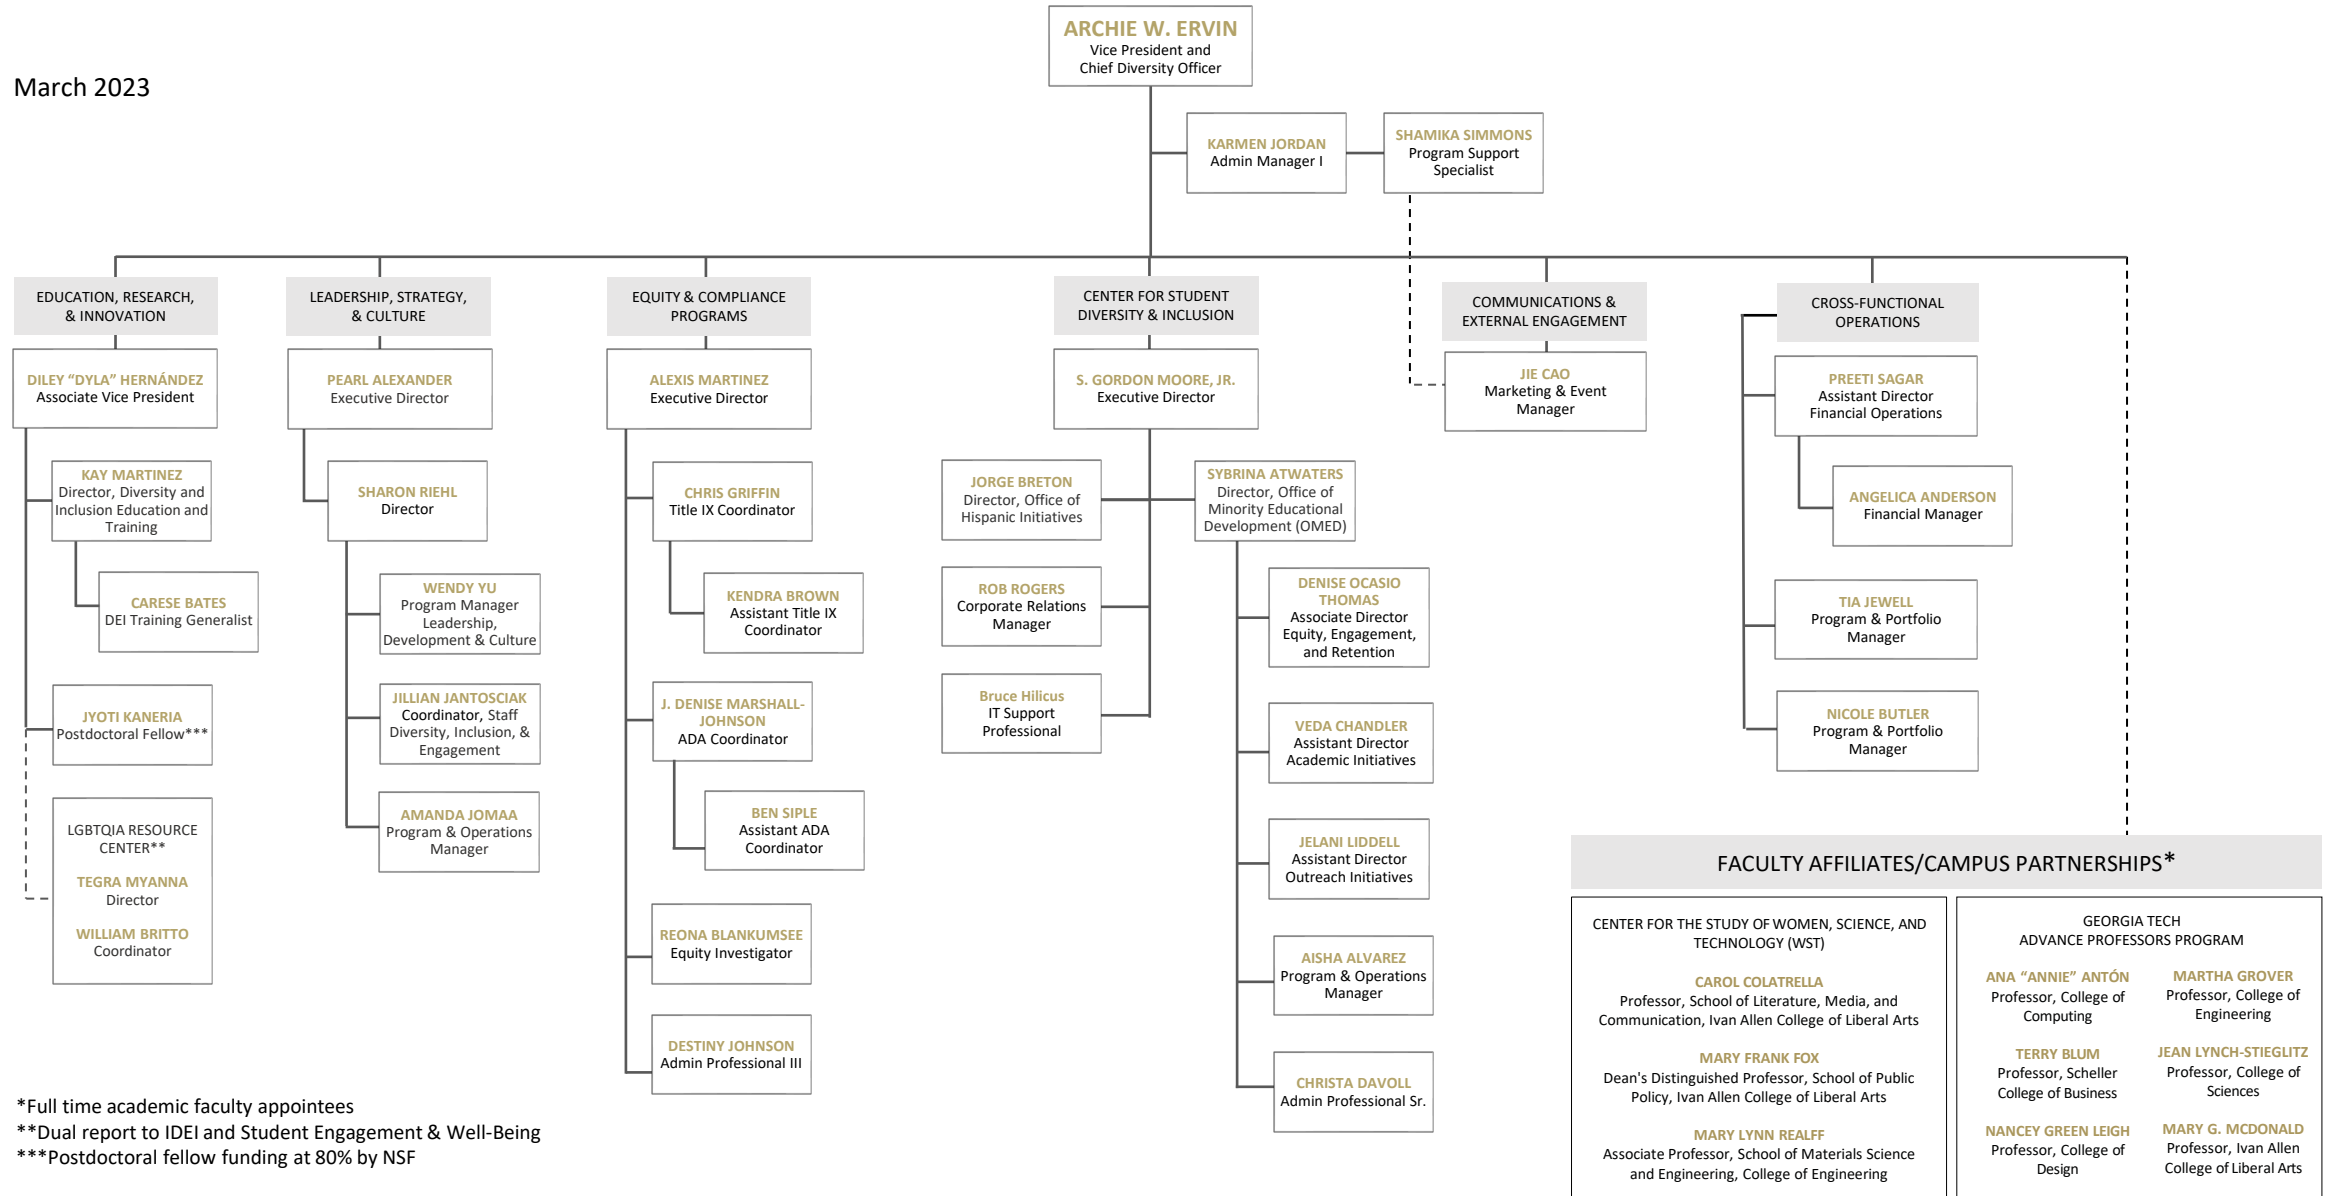 ARCHIE W. ERVIN
Vice President and
Chief Diversity Officer
March 2023
KARMEN JORDAN
Admin Manager I
SHAMIKA SIMMONS
Program Support
Specialist
EDUCATION, RESEARCH,
& INNOVATION
DILEY “DYLA” HERNÁNDEZ
Associate Vice President
KAY MARTINEZ
Director, Diversity and
Inclusion Education and
Training
CARESE BATES
DEI Training Generalist
JYOTI KANERIA
Postdoctoral Fellow***
LGBTQIA RESOURCE
CENTER**
TEGRA MYANNA
Director
WILLIAM BRITTO
Coordinator
LEADERSHIP, STRATEGY,
& CULTURE
PEARL ALEXANDER
Executive Director
SHARON RIEHL
Director
WENDY YU
Program Manager
Leadership,
Development & Culture
JILLIAN JANTOSCIAK
Coordinator, Staff
Diversity, Inclusion, &
Engagement
AMANDA JOMAA
Program & Operations
Manager
EQUITY & COMPLIANCE
PROGRAMS
ALEXIS MARTINEZ
Executive Director
CHRIS GRIFFIN
Title IX Coordinator
KENDRA BROWN
Assistant Title IX
Coordinator
J. DENISE MARSHALL-
JOHNSON
ADA Coordinator
BEN SIPLE
Assistant ADA
Coordinator
REONA BLANKUMSEE
Equity Investigator
DESTINY JOHNSON
Admin Professional III
CENTER FOR STUDENT
DIVERSITY & INCLUSION
S. GORDON MOORE, JR.
Executive Director
JORGE BRETON
Director, Office of
Hispanic Initiatives
ROB ROGERS
Corporate Relations
Manager
Bruce Hilicus
IT Support
Professional
SYBRINA ATWATERS
Director, Office of
Minority Educational
Development (OMED)
DENISE OCASIO
THOMAS
Associate Director
Equity, Engagement,
and Retention
VEDA CHANDLER
Assistant Director
Academic Initiatives
JELANI LIDDELL
Assistant Director
Outreach Initiatives
AISHA ALVAREZ
Program & Operations
Manager
CHRISTA DAVOLL
Admin Professional Sr.
COMMUNICATIONS &
EXTERNAL ENGAGEMENT
JIE CAO
Marketing & Event
Manager
CROSS-FUNCTIONAL
OPERATIONS
PREETI SAGAR
Assistant Director
Financial Operations
ANGELICA ANDERSON
Financial Manager
TIA JEWELL
Program & Portfolio
Manager
NICOLE BUTLER
Program & Portfolio
Manager
FACULTY AFFILIATES/CAMPUS PARTNERSHIPS*
CENTER FOR THE STUDY OF WOMEN, SCIENCE, AND
TECHNOLOGY (WST)
CAROL COLATRELLA
Professor, School of Literature, Media, and
Communication, Ivan Allen College of Liberal Arts
MARY FRANK FOX
Dean's Distinguished Professor, School of Public
Policy, Ivan Allen College of Liberal Arts
MARY LYNN REALFF
Associate Professor, School of Materials Science
and Engineering, College of Engineering
GEORGIA TECH
ADVANCE PROFESSORS PROGRAM
ANA “ANNIE” ANTÓN
Professor, College of
Computing
MARTHA GROVER
Professor, College of
Engineering
TERRY BLUM
Professor, Scheller
College of Business
JEAN LYNCH-STIEGLITZ
Professor, College of
Sciences
NANCEY GREEN LEIGH
Professor, College of
Design
MARY G. MCDONALD
Professor, Ivan Allen
College of Liberal Arts
*Full time academic faculty appointees
**Dual report to IDEI and Student Engagement & Well-Being
***Postdoctoral fellow funding at 80% by NSF